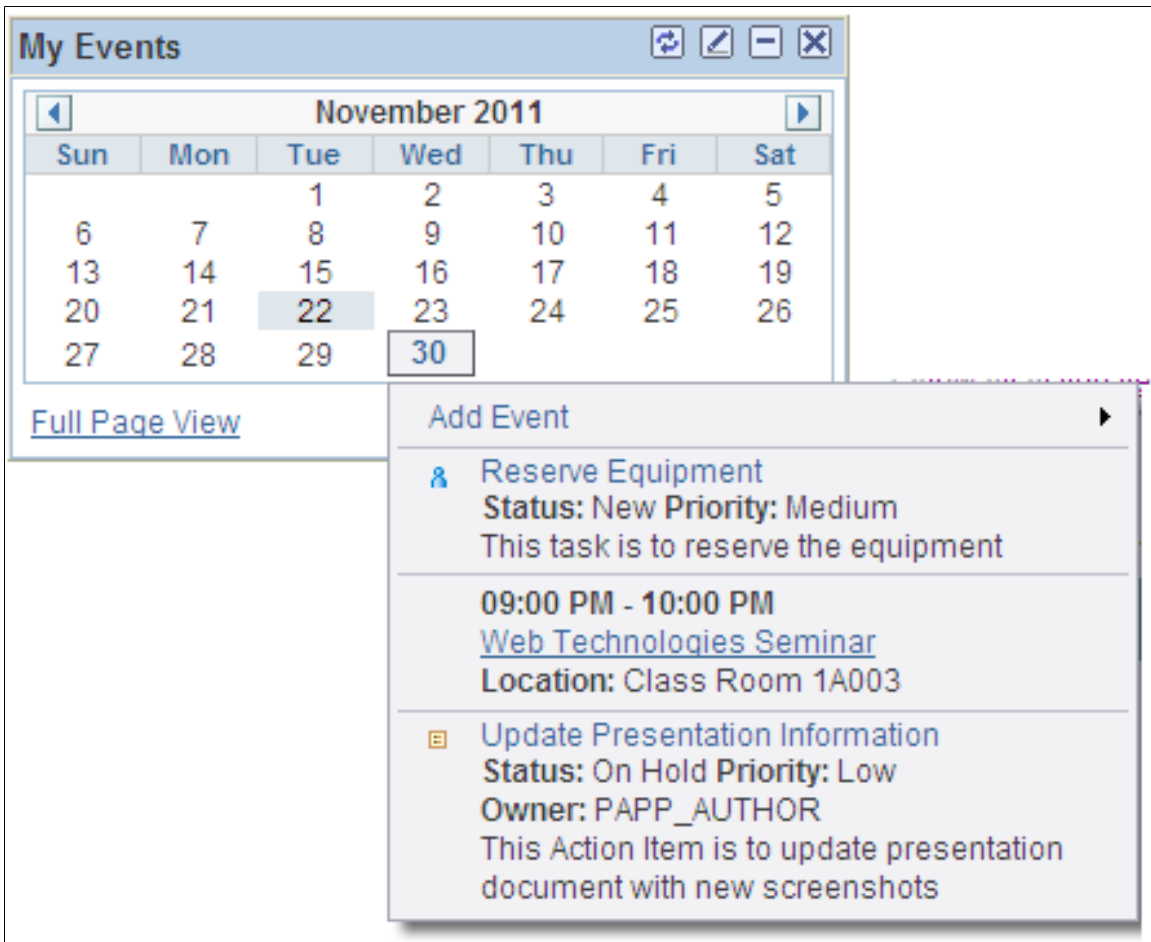 My Events
November 2011
Sun Mon Tue Wed Thu Fri Sat
1 2 3 4 5
6 7 8 9 10 11 12
13 14 15 16 17 18 19
20 21 22 23 24 25 26
27 28 29 30
Full Page View
Add Event
Reserve Equipment
Status: New Priority: Medium
This task is to reserve the equipment
09:00 PM - 10:00 PM
Web Technologies Seminar
Location: Class Room 1A003
Update Presentation Information
Status: On Hold Priority: Low
Owner: PAPP_AUTHOR
This Action Item is to update presentation
document with new screenshots